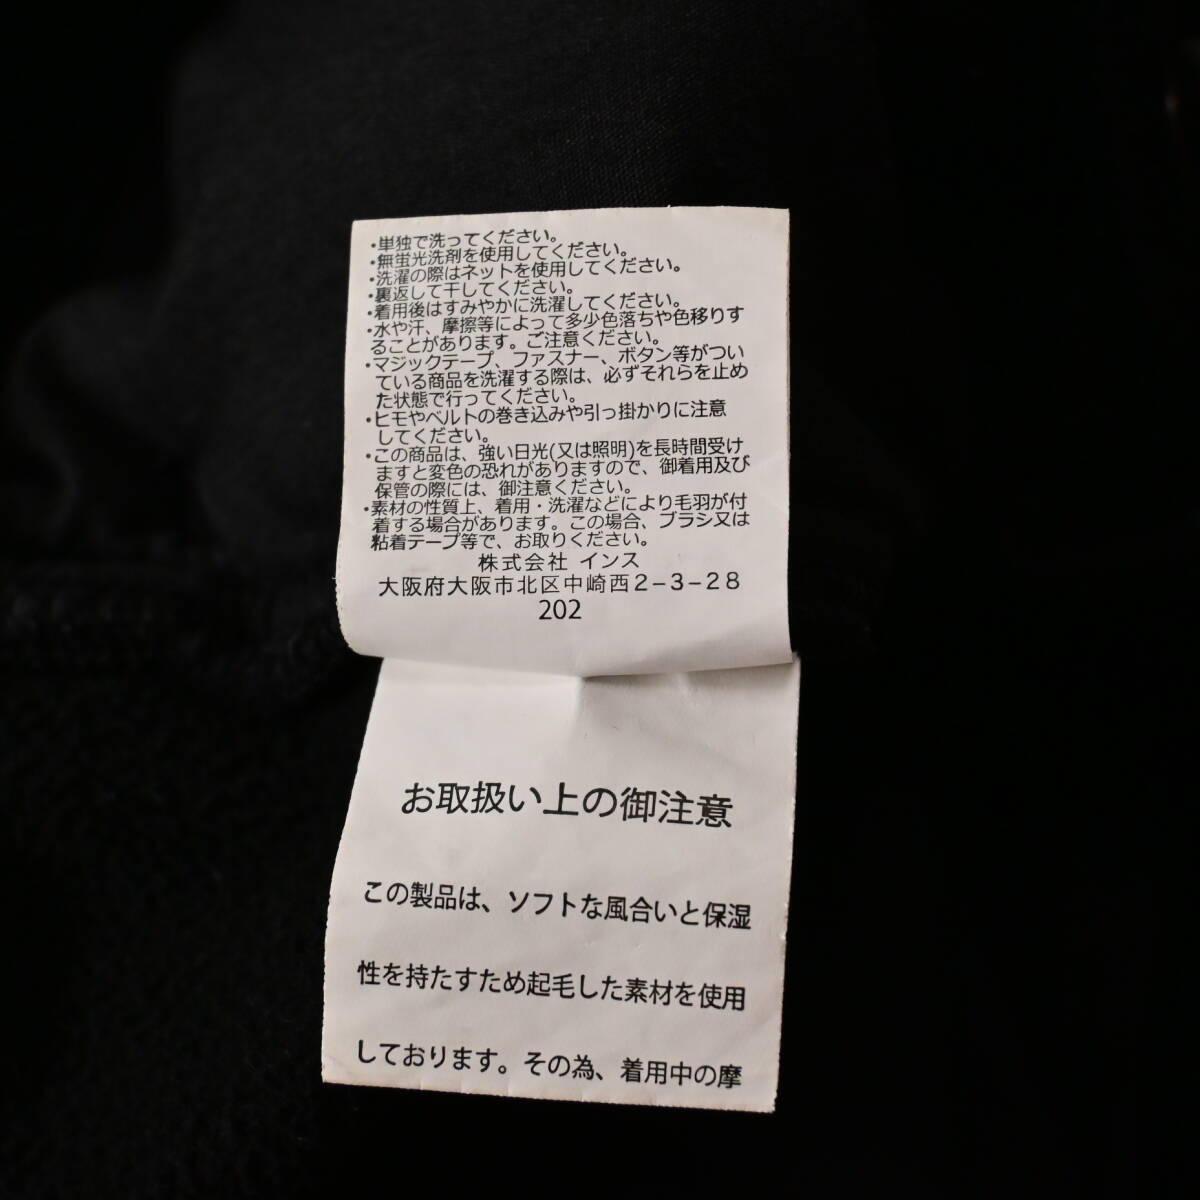 ・単独で洗ってください。
・無蛍光洗剤を使用してください。
・洗濯の際はネットを使用してください。
・裏返して干してください。
・着用後はすみやかに洗濯してください。
・水や汗、摩擦等によって多少色落ちや色移りす
ることがあります。ご注意ください。
・マジックテープ、ファスナー、ボタン等がつい
ている商品を洗濯する際は、必ずそれらを止め
た状態で行ってください。
・ヒモやベルトの巻き込みや引っ掛かりに注意
してください。
・この商品は、強い日光(又は照明)を長時間受け
ますと変色の恐れがありますので、御着用及び
保管の際には、御注意ください。
・素材の性質上、着用・洗濯などにより毛羽が付
着する場合があります。この場合、ブラシ又は
粘着テープ等で、お取りください。
株式会社 インス
大阪府大阪市北区中崎西2-3-28
202
お取扱い上の御注意
この製品は、ソフトな風合いと保湿
性を持たすため起毛した素材を使用
しております。その為、着用中の摩